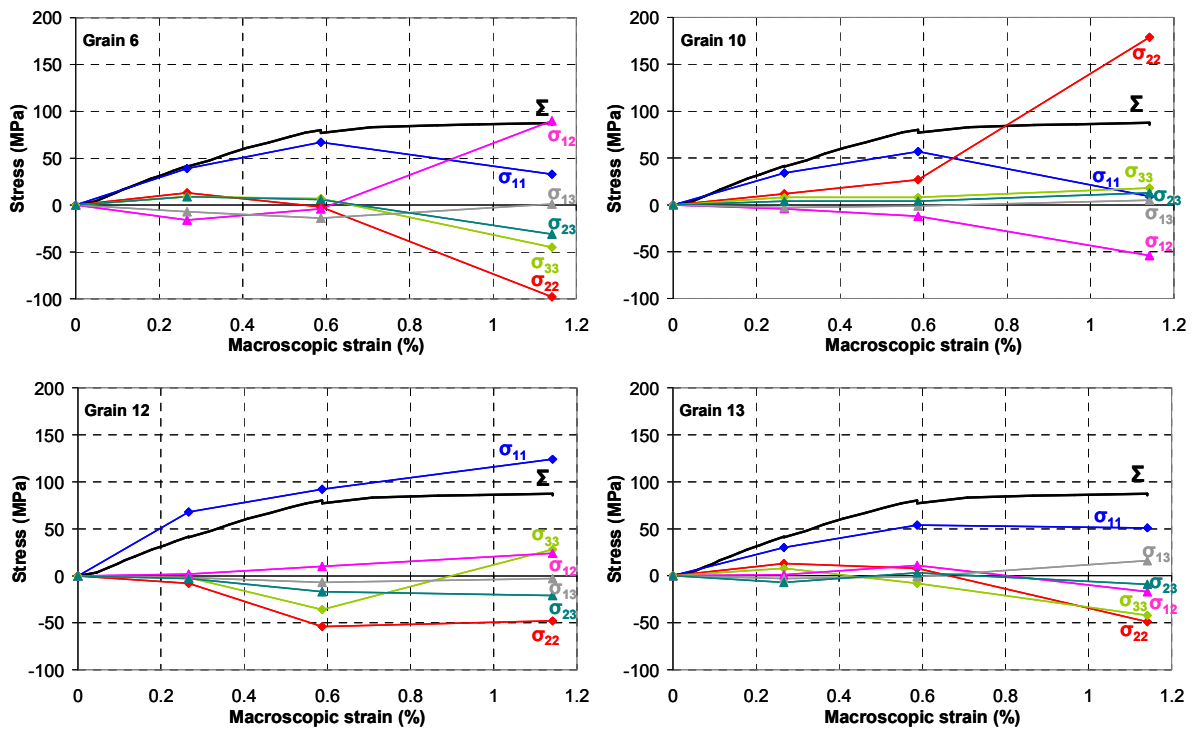 Grain 6
Stress (MPa)
200
150
100
50
0
-50
-100
0
0.2
0.4
0.6
0.8
1
1.2
Macroscopic strain (%)
Σ
σ12
σ11
σ13
σ23
σ33
σ22
Grain 10
Stress (MPa)
200
150
100
50
0
-50
-100
0
0.2
0.4
0.6
0.8
1
1.2
Macroscopic strain (%)
σ22
Σ
σ33
σ11
σ23
σ13
σ12
Grain 12
Stress (MPa)
200
150
100
50
0
-50
-100
0
0.2
0.4
0.6
0.8
1
1.2
Macroscopic strain (%)
σ11
Σ
σ33
σ12
σ13
σ23
σ22
Grain 13
Stress (MPa)
200
150
100
50
0
-50
-100
0
0.2
0.4
0.6
0.8
1
1.2
Macroscopic strain (%)
Σ
σ11
σ13
σ23
σ33
σ12
σ22